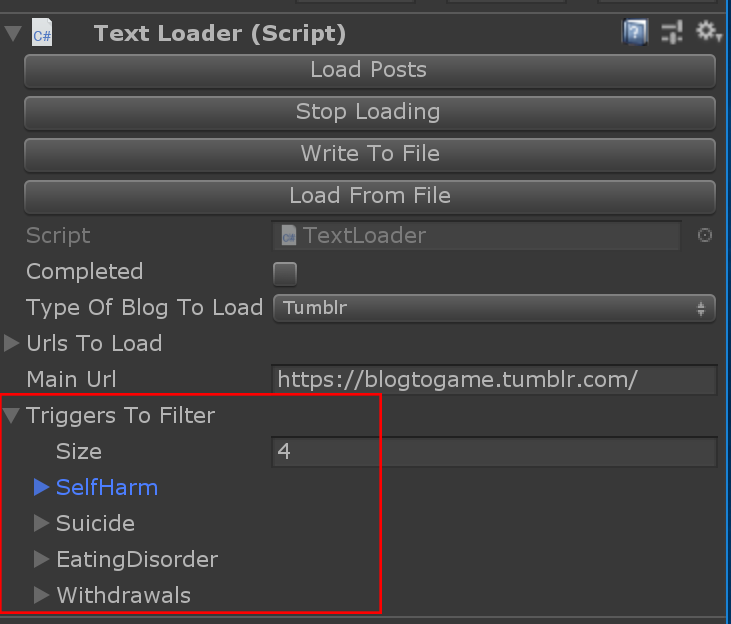 C# Text Loader (Script) ?
Load Posts
Stop Loading
Write To File
Load From File
Script C# TextLoader
Completed
Type Of Blog To Load Tumblr
Urls To Load
Main Url https://blogtogame.tumblr.com/
Triggers To Filter
Size 4
SelfHarm
Suicide
EatingDisorder
Withdrawals